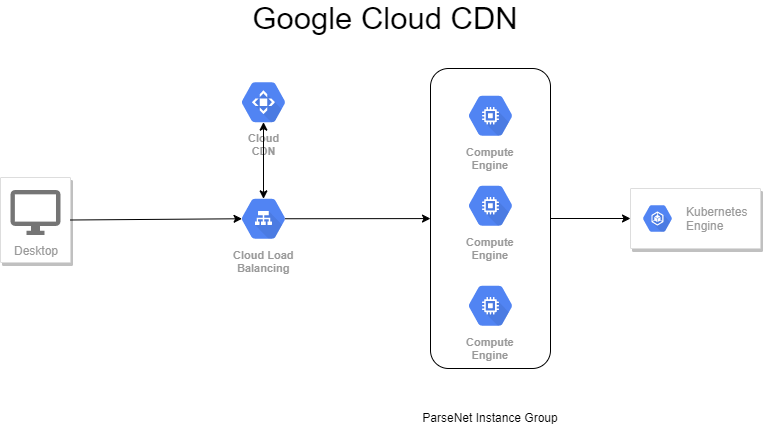 Google Cloud CDN
Cloud
CDN
Compute
Engine
Desktop
Cloud Load
Balancing
Compute
Engine
Kubernetes
Engine
Compute
Engine
ParseNet Instance Group